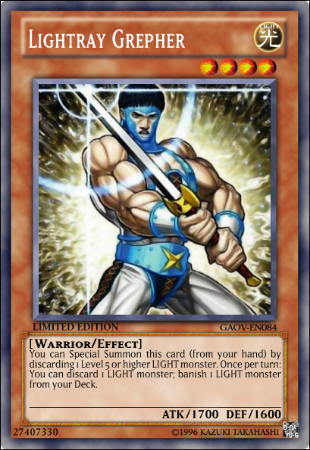 LIGHTRAY GREPHER
LIGHT
光
LIMITED EDITION
GAOV-EN084
[WARRIOR/EFFECT]
You can Special Summon this card (from your hand) by
discarding 1 Level 5 or higher LIGHT monster. Once per turn:
You can discard 1 LIGHT monster; banish 1 LIGHT monster
from your Deck.
ATK/1700 DEF/1600
27407330
©1996 KAZUKI TAKAHASHI